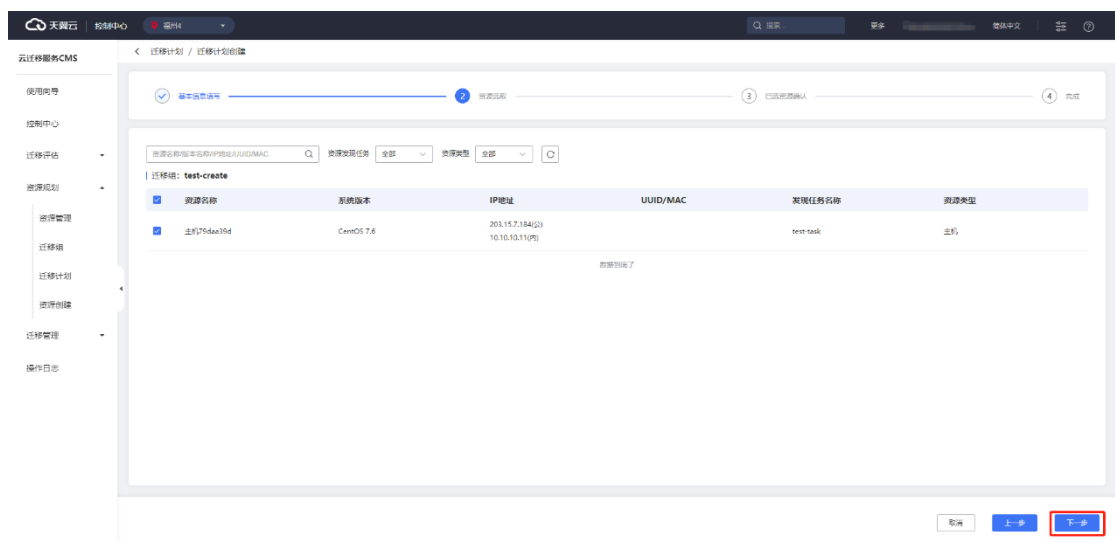 天翼云 控制中心 福州4 搜索... 更多 简体中文
云迁移服务CMS
迁移计划 / 迁移计划创建
使用向导
控制中心
迁移评估
资源规划
资源管理
迁移组
迁移计划
资源创建
迁移管理
操作日志
基本信息填写 2 资源选取 3 已选资源确认 4 完成
资源名称/版本名称/IP地址/UUID/MAC 资源发现任务 全部 资源类型 全部
迁移组: test-create
资源名称 系统版本 IP地址 UUID/MAC 发现任务名称 资源类型
主机79daa39d CentOS 7.6 203.15.7.184(公) test-task 主机
10.10.10.11(内)
数据到底了
取消 上一步 下一步